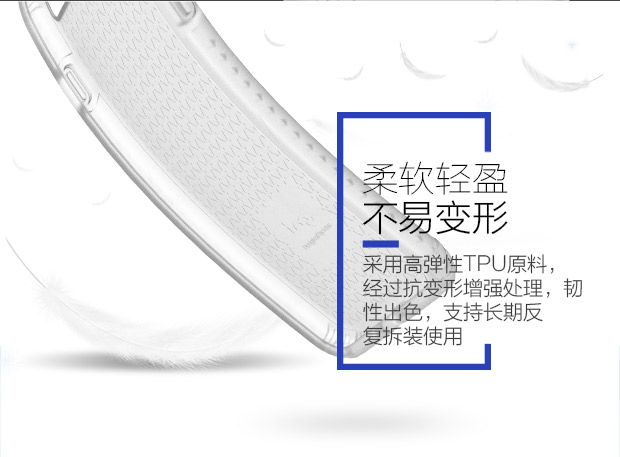 柔软轻盈
不易变形
采用高弹性TPU原料，
经过抗变形增强处理，韧
性出色，支持长期反
复拆装使用